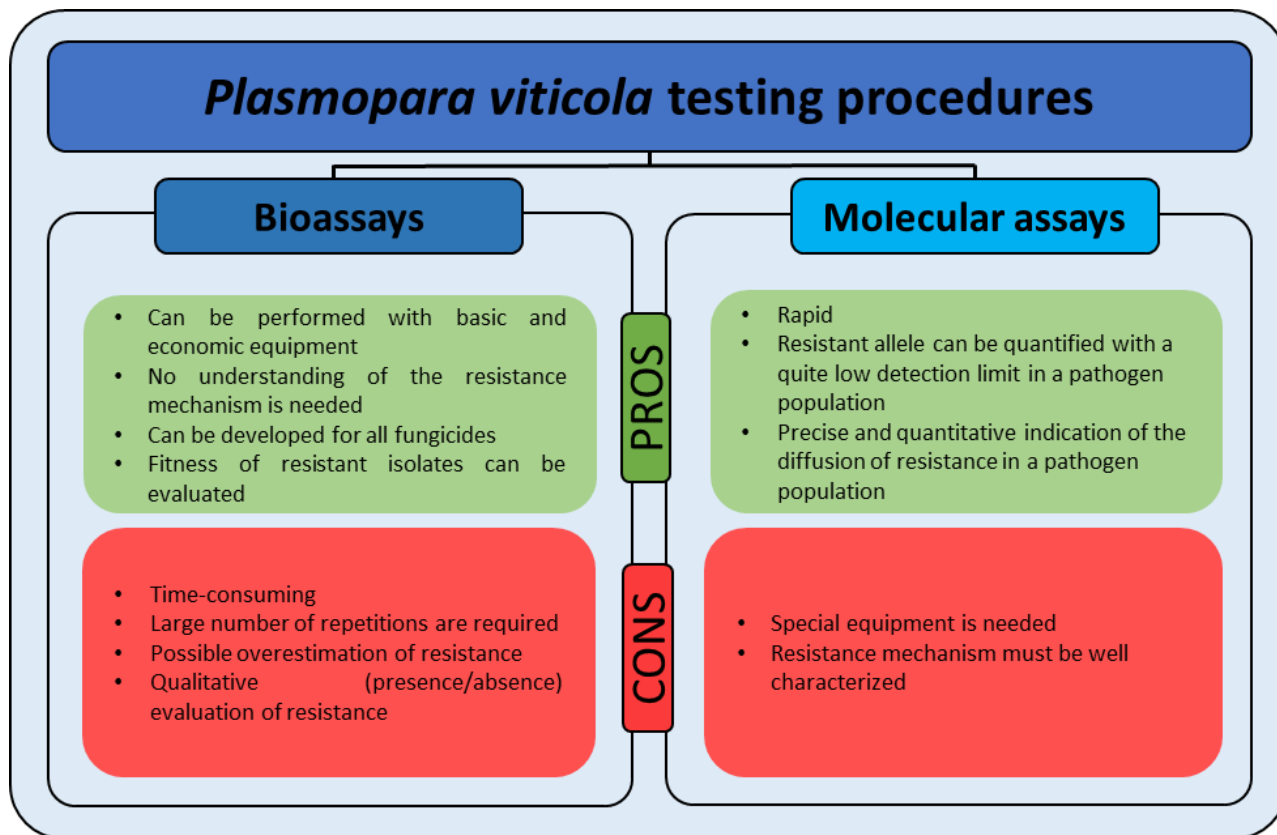 Plasmopara viticola testing procedures
Bioassays
Molecular assays
PROS
• Can be performed with basic and
economic equipment
• No understanding of the resistance
mechanism is needed
• Can be developed for all fungicides
• Fitness of resistant isolates can be
evaluated
• Rapid
• Resistant allele can be quantified with a
quite low detection limit in a pathogen
population
• Precise and quantitative indication of the
diffusion of resistance in a pathogen
population
CONS
• Time-consuming
• Large number of repetitions are required
• Possible overestimation of resistance
• Qualitative (presence/absence)
evaluation of resistance
• Special equipment is needed
• Resistance mechanism must be well
characterized